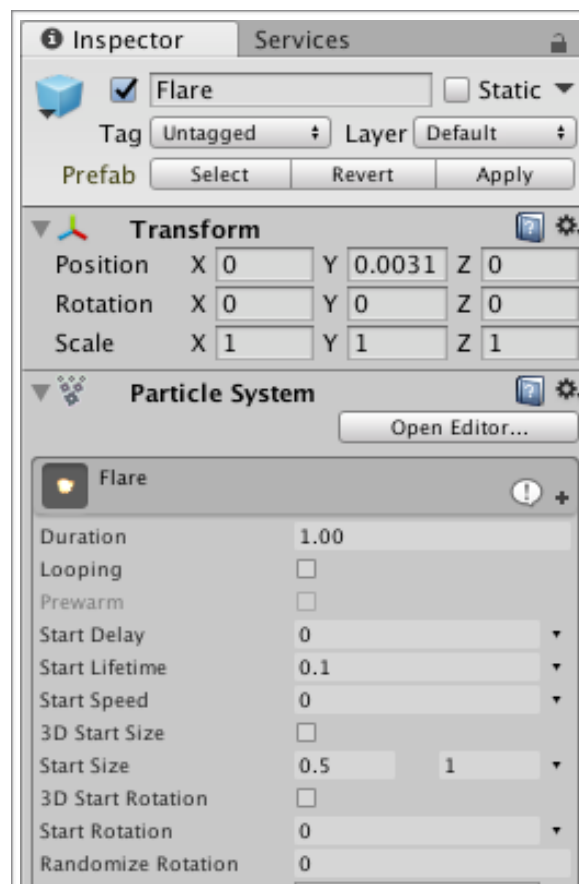 Inspector Services
Flare Static
Tag Untagged Layer Default
Prefab Select Revert Apply
Transform
Position X 0 Y 0.0031 Z 0
Rotation X 0 Y 0 Z 0
Scale X 1 Y 1 Z 1
Particle System
Open Editor...
Flare
Duration 1.00
Looping
Prewarm
Start Delay 0
Start Lifetime 0.1
Start Speed 0
3D Start Size
Start Size 0.5 1
3D Start Rotation
Start Rotation 0
Randomize Rotation 0